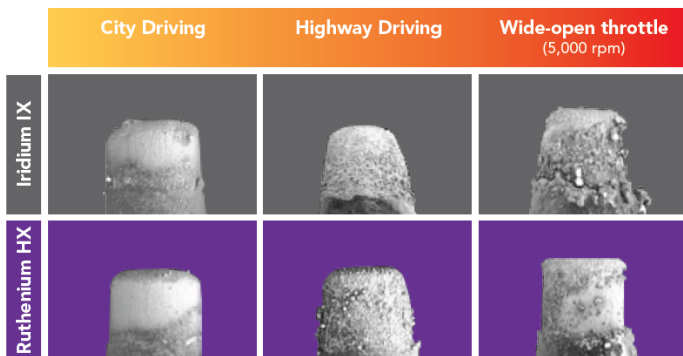 City Driving
Highway Driving
Wide-open throttle
(5,000 rpm)
Iridium IX
Ruthenium HX